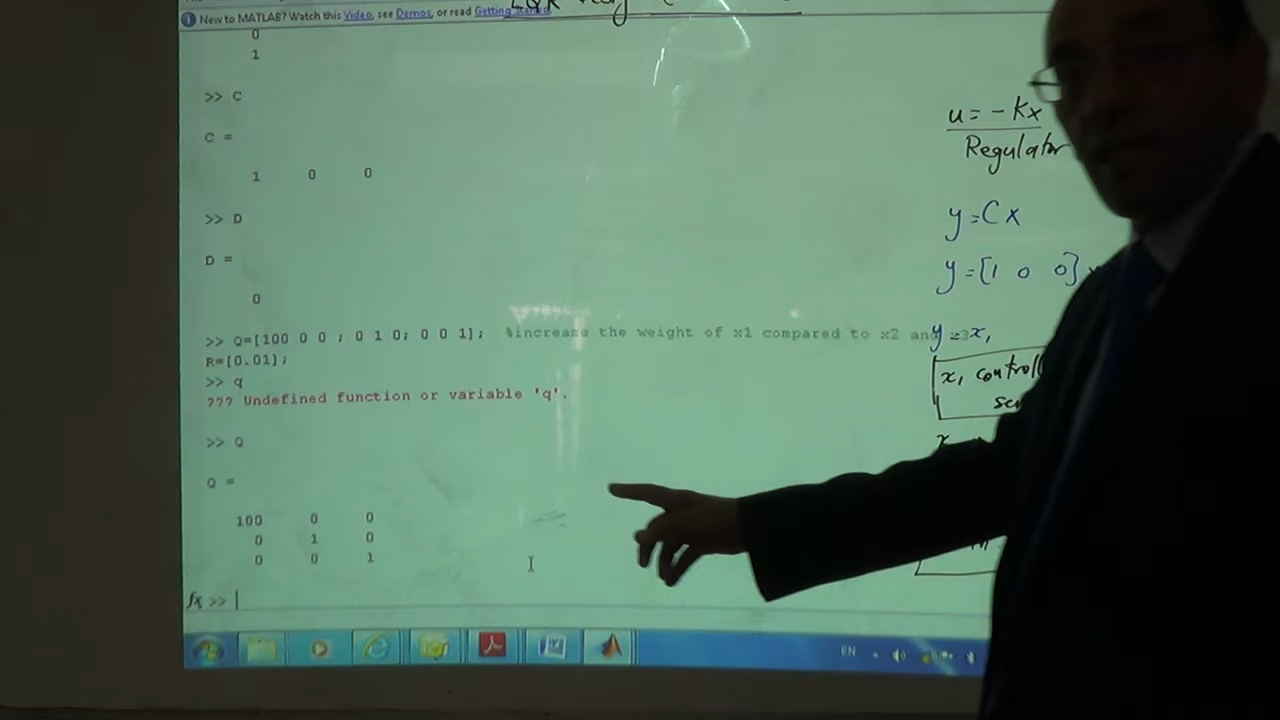 LQR
New to MATLAB? Watch this Video, see Demos, or read Getting Started.
0
1
>> C
C =
1 0 0
>> D
D =
0
>> Q=[100 0 0 ; 0 1 0; 0 0 1]; %increase the weight of x1 compared to x2 and
R=[0.01];
>> q
??? Undefined function or variable 'q'.
>> Q
Q =
100 0 0
0 1 0
0 0 1
fx >>
EN
u = - Kx
Regulator
y = Cx
y = [1 0 0] x
y = x,
x, controll
x